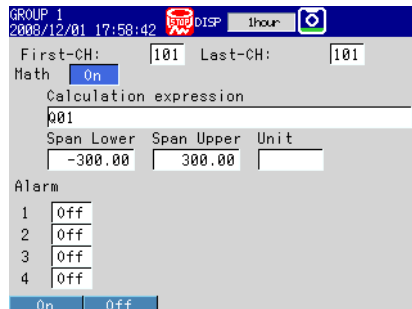 GROUP 1
2008/12/01 17:58:42 STOP DISP 1hour
First-CH: 101 Last-CH: 101
Math On
Calculation expression
Q01
Span Lower Span Upper Unit
-300.00 300.00
Alarm
1 Off
2 Off
3 Off
4 Off
On Off